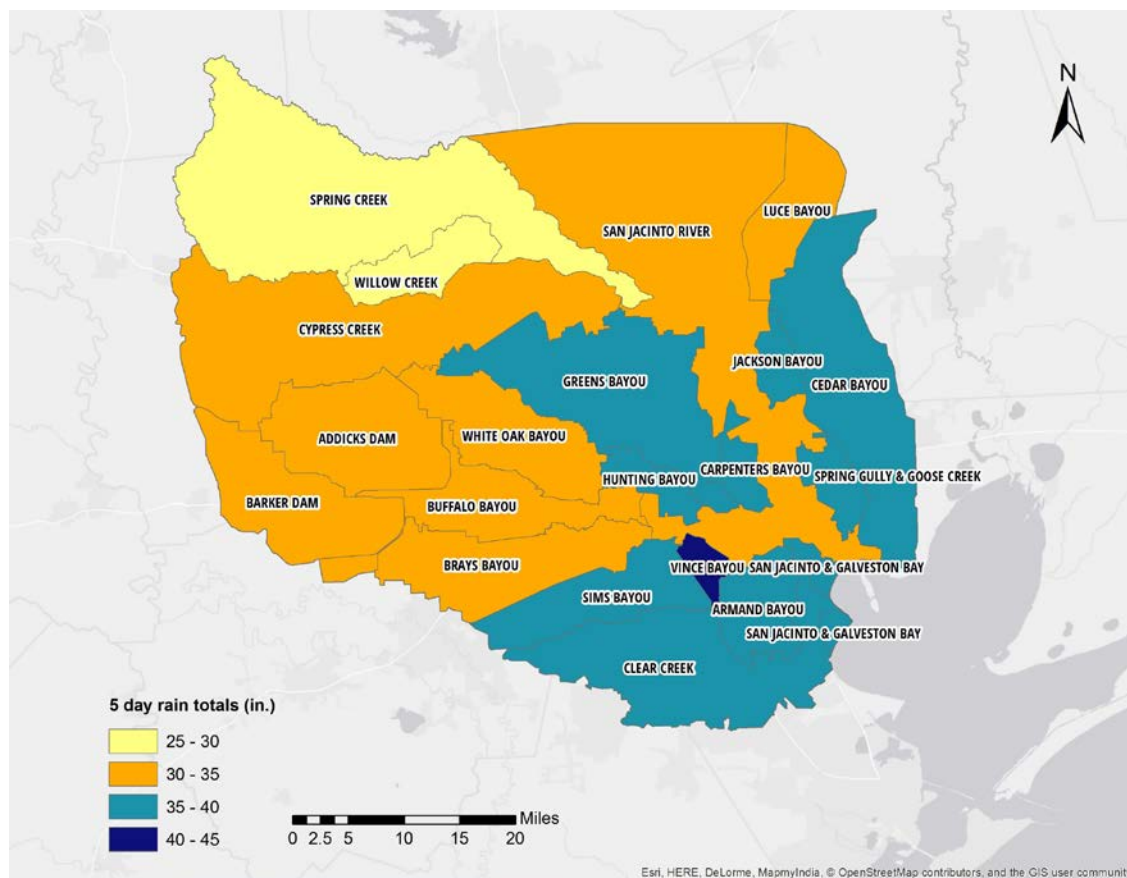 N
SPRING CREEK
LUCE BAYOU
SAN JACINTO RIVER
WILLOW CREEK
CYPRESS CREEK
JACKSON BAYOU
GREENS BAYOU
CEDAR BAYOU
ADDICKS DAM
WHITE OAK BAYOU
CARPENTERS BAYOU
HUNTING BAYOU
SPRING GULLY & GOOSE CREEK
BARKER DAM
BUFFALO BAYOU
BRAYS BAYOU
VINCE BAYOU
SAN JACINTO & GALVESTON BAY
SIMS BAYOU
ARMAND BAYOU
SAN JACINTO & GALVESTON BAY
CLEAR CREEK
5 day rain totals (in.)
25 - 30
30 - 35
35 - 40
40 - 45
Miles
0 2.5 5 10 15 20
Esri, HERE, DeLorme, MapmyIndia, © OpenStreetMap contributors, and the GIS user communit